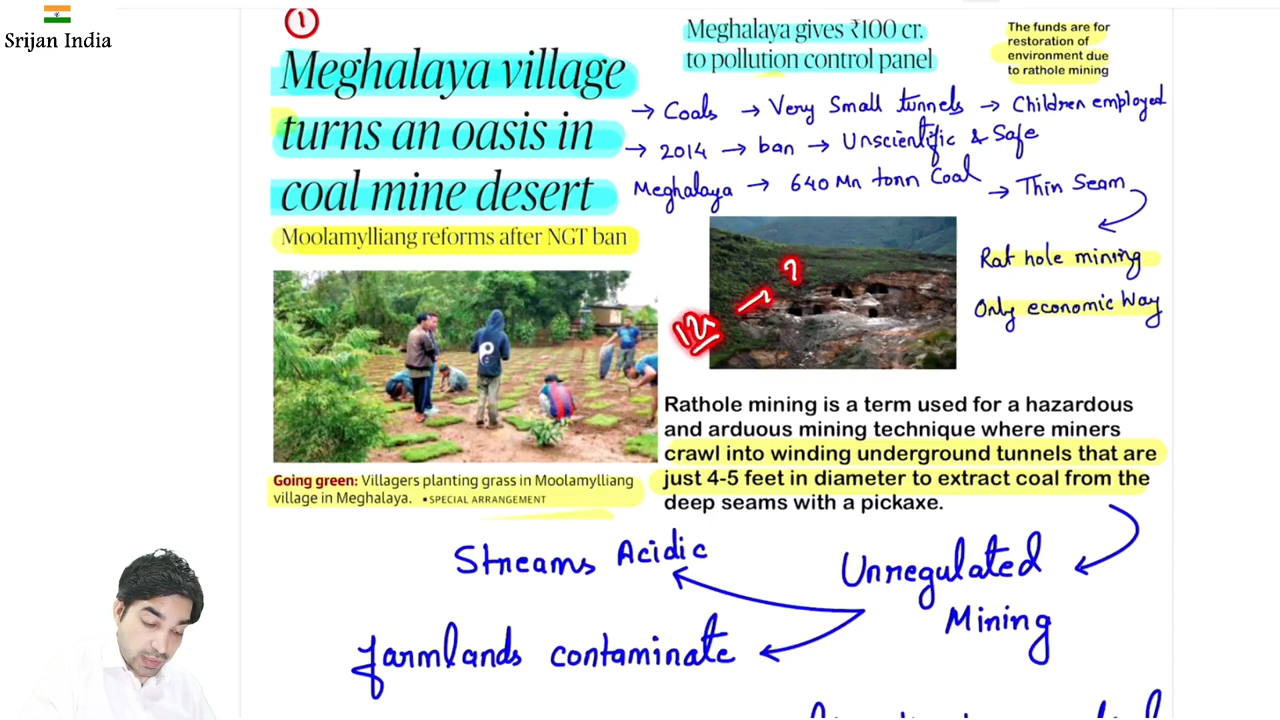 Srijan India
1
Meghalaya village
turns an oasis in
coal mine desert
Moolamylliang reforms after NGT ban
Going green: Villagers planting grass in Moolamylliang
village in Meghalaya. ▪ SPECIAL ARRANGEMENT
Meghalaya gives ₹100 cr.
to pollution control panel
The funds are for
restoration of
environment due
to rathole mining
→ Coals → Very Small tunnels → Children employed
→ 2014 → ban → Unscientific & Safe
Meghalaya → 640 Mn tonn Coal → Thin Seam
Rat hole mining
Only economic Way
→ ?
Rathole mining is a term used for a hazardous
and arduous mining technique where miners
crawl into winding underground tunnels that are
just 4-5 feet in diameter to extract coal from the
deep seams with a pickaxe.
Unregulated
Mining
Streams Acidic
farmlands contaminate